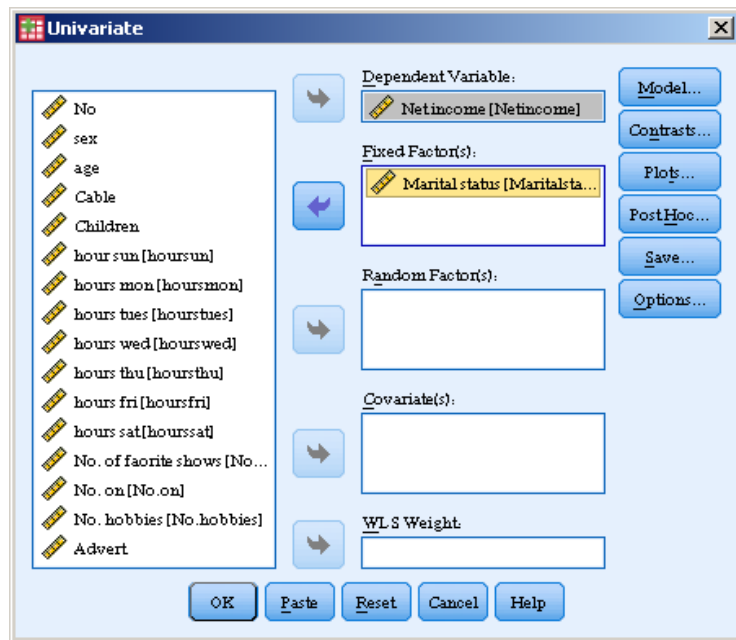 Univariate
No
sex
age
Cable
Children
hour sun [hoursun]
hours mon [hoursmon]
hours tues [hourstues]
hours wed [hourswed]
hours thu [hoursthu]
hours fri [hoursfri]
hours sat [hourssat]
No. of faorite shows [No...
No. on [No.on]
No. hobbies [No.hobbies]
Advert
Dependent Variable:
Netincome [Netincome]
Fixed Factor(s):
Marital status [Maritalsta...
Random Factor(s):
Covariate(s):
WLS Weight:
Model...
Contrasts...
Plots...
Post Hoc...
Save...
Options...
OK
Paste
Reset
Cancel
Help